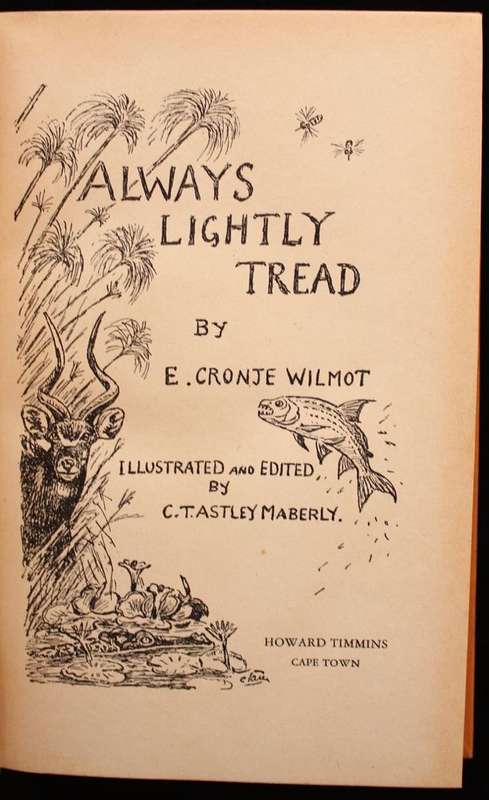 ALWAYS
LIGHTLY
TREAD
BY
E. CRONJE WILMOT
ILLUSTRATED AND EDITED
BY
C.T. ASTLEY MABERLY.
HOWARD TIMMINS
CAPE TOWN